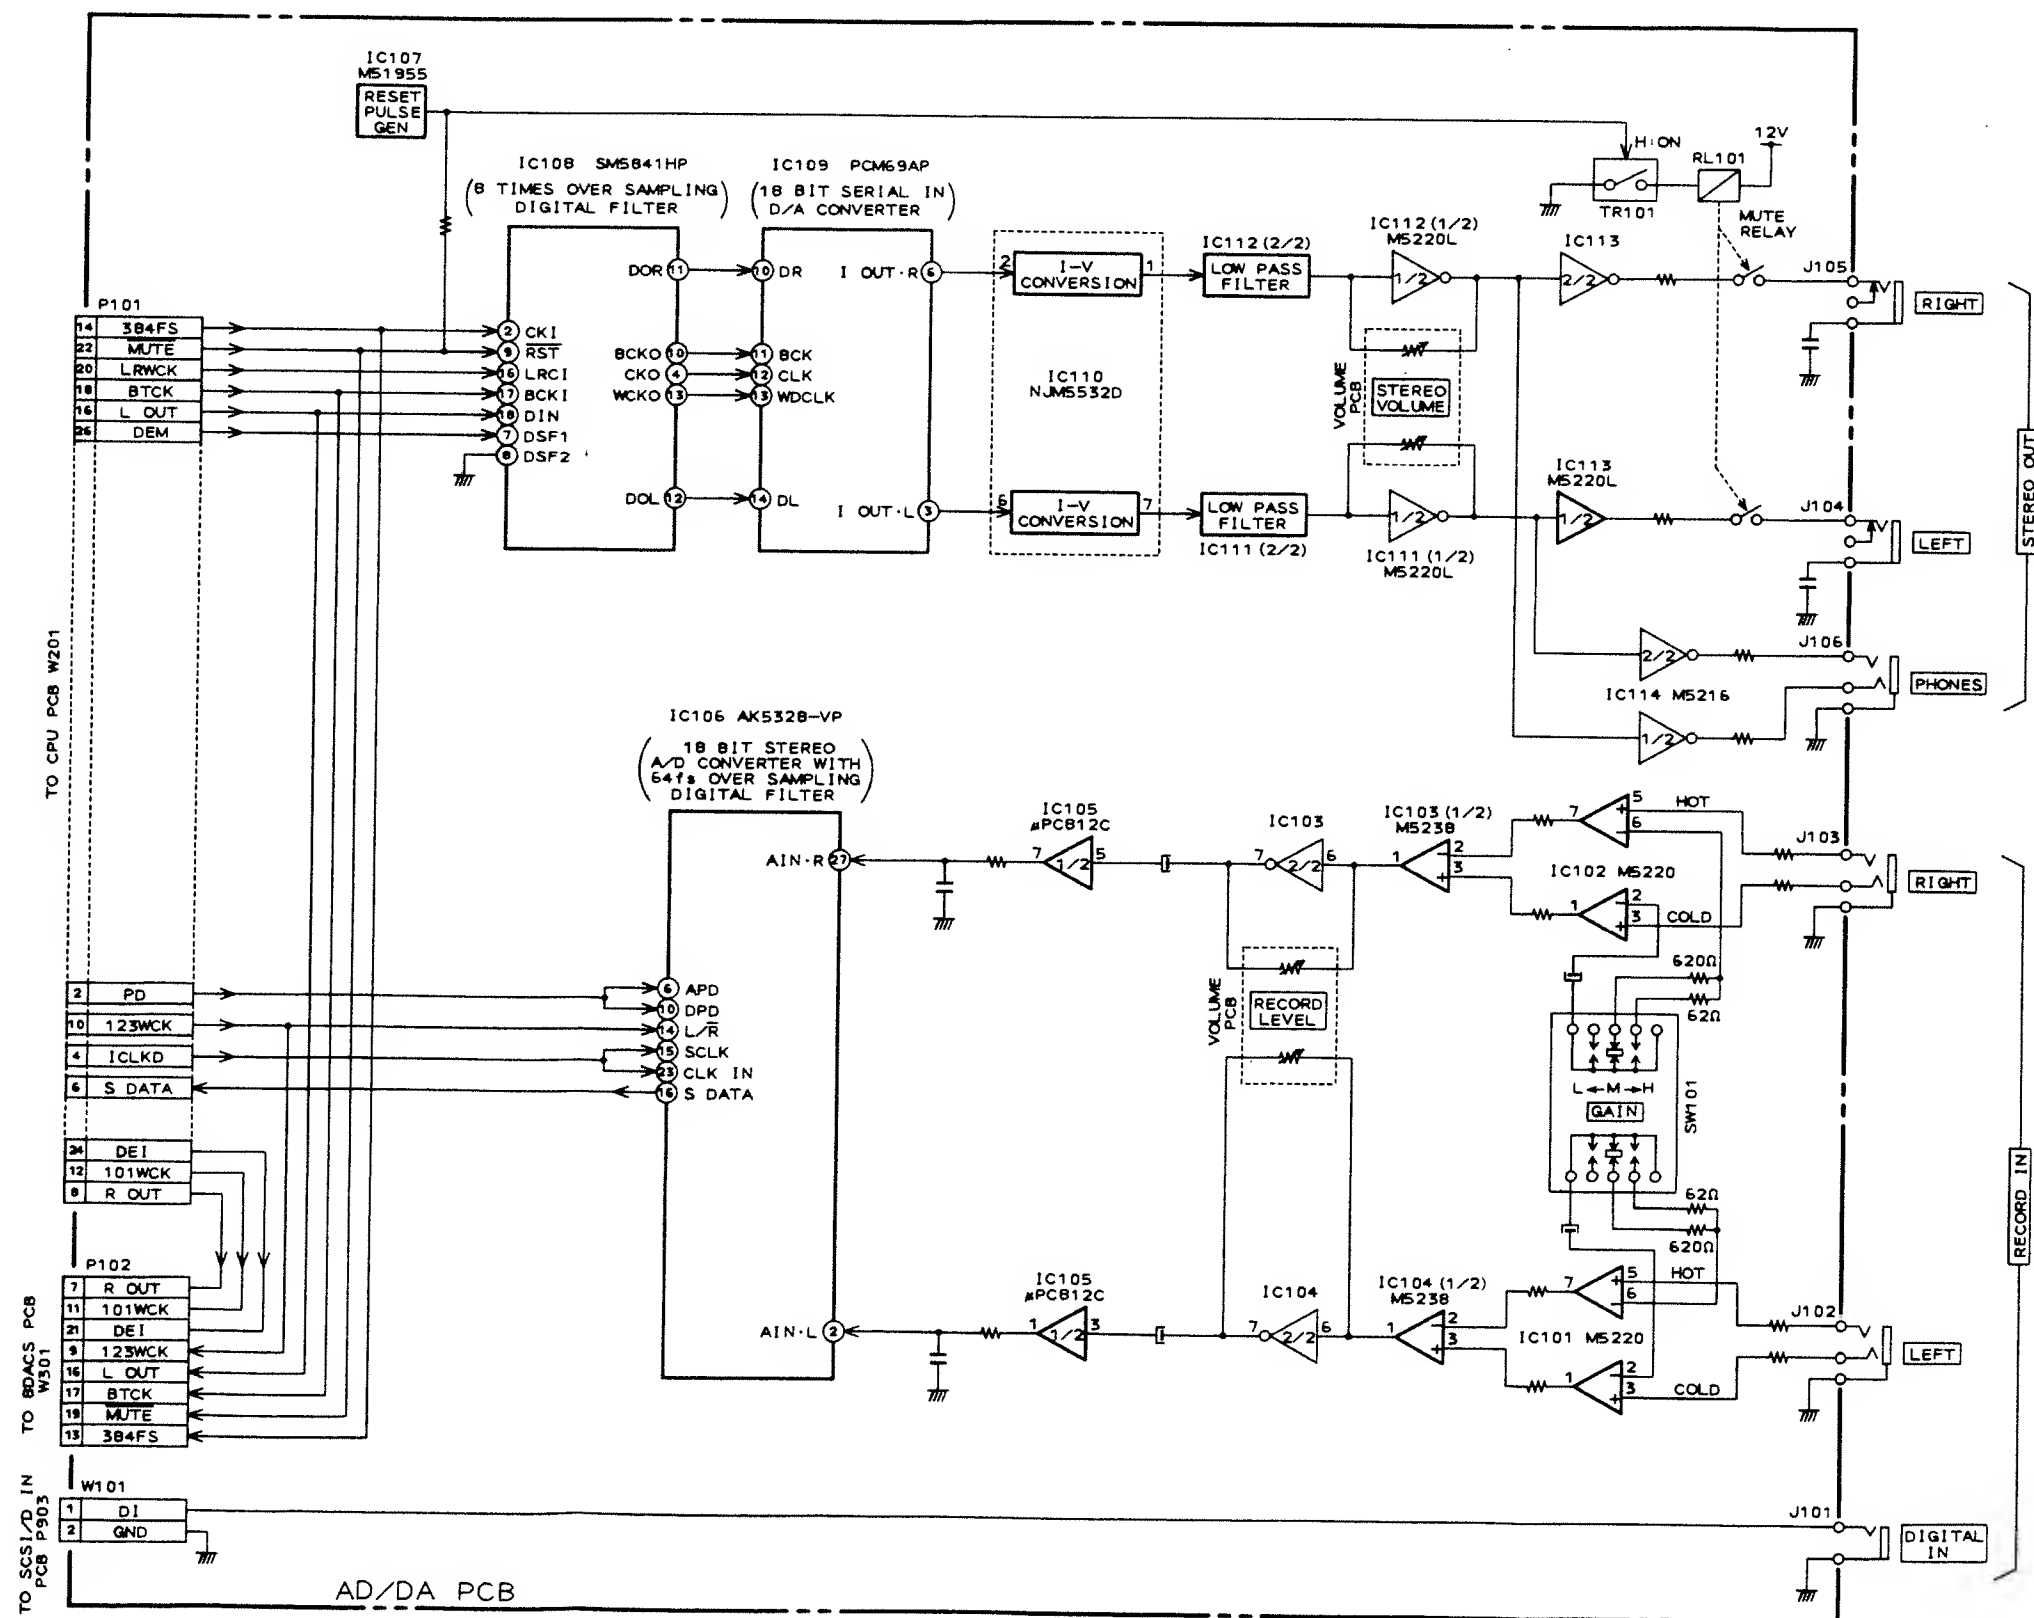 IC107
M51955
RESET
PULSE
GEN
H:ON
12V
RL101
TR101
MUTE
RELAY
IC108 SM5841HP
(8 TIMES OVER SAMPLING
DIGITAL FILTER)
IC109 PCM69AP
(18 BIT SERIAL IN
D/A CONVERTER)
P101
14 384FS
22 MUTE
20 LRWCK
18 BTCK
16 L OUT
26 DEM
2 CKI
9 RST
16 LRCI
17 BCKI
18 DIN
7 DSF1
8 DSF2
DOR 11
BCKO 10
CKO 4
WCKO 13
DOL 12
10 DR
11 BCK
12 CLK
13 WDCLK
14 DL
I OUT·R 6
I OUT·L 3
2 I-V
CONVERSION 1
IC110
NJM5532D
6 I-V
CONVERSION 7
IC112 (2/2)
LOW PASS
FILTER
LOW PASS
FILTER
IC111 (2/2)
IC112 (1/2)
M5220L
1/2
VOLUME
PCB
STEREO
VOLUME
1/2
IC111 (1/2)
M5220L
IC113
2/2
IC113
M5220L
1/2
J105
RIGHT
J104
LEFT
J106
PHONES
STEREO OUT
2/2
IC114 M5216
1/2
TO CPU PCB W201
IC106 AK5328-VP
(18 BIT STEREO
A/D CONVERTER WITH
64fs OVER SAMPLING
DIGITAL FILTER)
AIN·R 27
6 APD
10 DPD
14 L/R
15 SCLK
23 CLK IN
16 S DATA
AIN·L 2
2 PD
10 123WCK
4 ICLKD
6 S DATA
24 DEI
12 101WCK
8 R OUT
IC105
μPC812C
7 1/2 5
IC103
7 2/2 6
IC103 (1/2)
M5238
1 2
3
7 5
6
HOT
IC102 M5220
1 2
3
COLD
J103
RIGHT
VOLUME
PCB
RECORD
LEVEL
620Ω
62Ω
L←M→H
GAIN
SW101
62Ω
620Ω
IC105
μPC812C
1 1/2 3
IC104
7 2/2 6
IC104 (1/2)
M5238
1 2
3
7 5
6
HOT
IC101 M5220
1 2
3
COLD
J102
LEFT
RECORD IN
P102
7 R OUT
11 101WCK
21 DEI
9 123WCK
16 L OUT
17 BTCK
19 MUTE
13 384FS
TO 8DACS PCB
W301
W101
1 DI
2 GND
TO SCSI/D IN
PCB P903
J101
DIGITAL
IN
AD/DA PCB